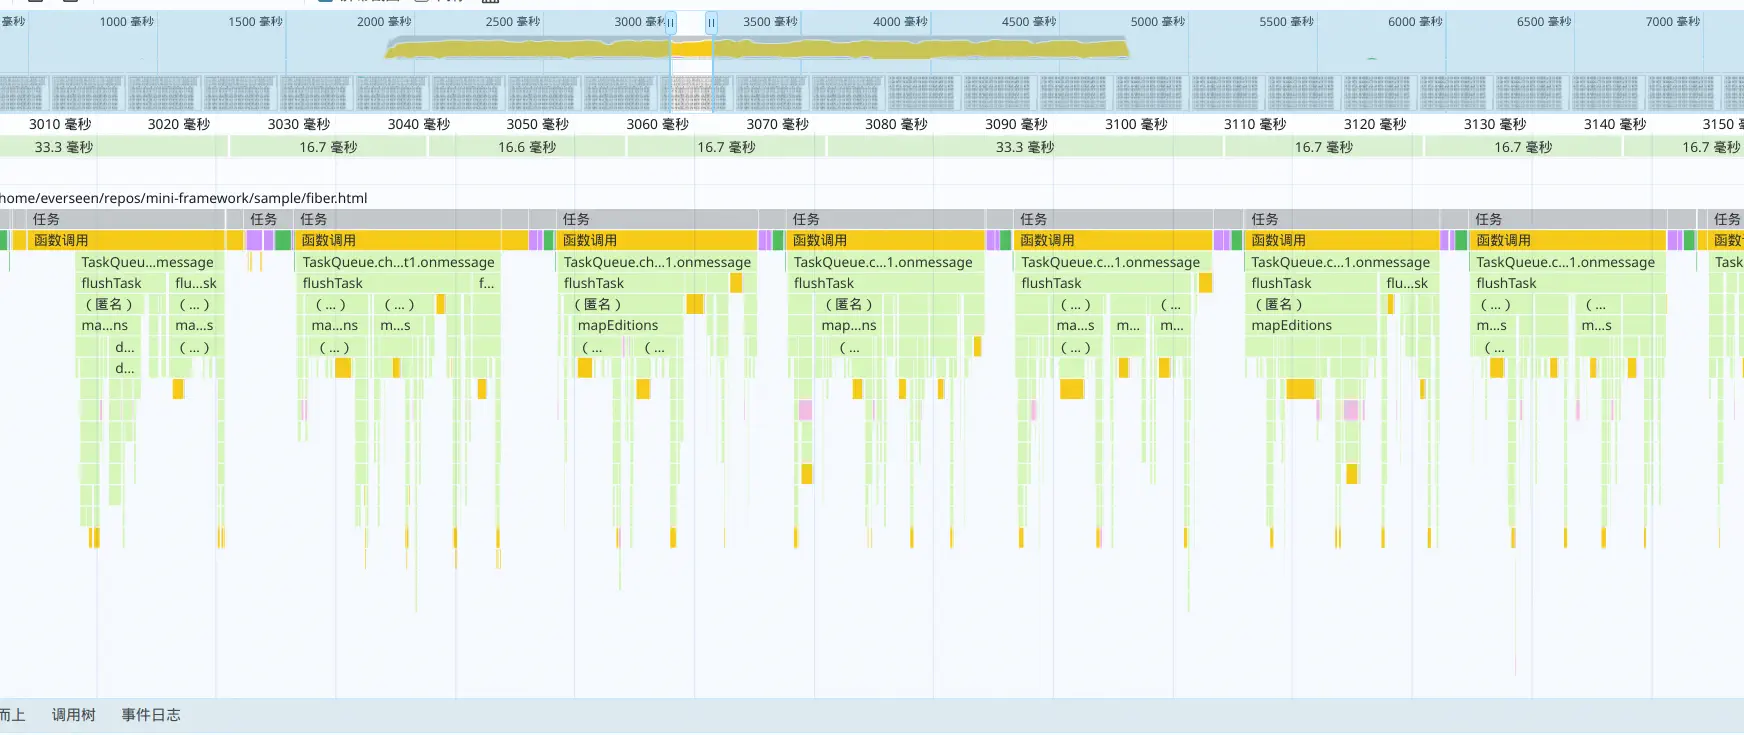 毫秒 1000 毫秒 1500 毫秒 2000 毫秒 2500 毫秒 3000 毫秒 3500 毫秒 4000 毫秒 4500 毫秒 5000 毫秒 5500 毫秒 6000 毫秒 6500 毫秒 7000 毫秒
3010 毫秒 3020 毫秒 3030 毫秒 3040 毫秒 3050 毫秒 3060 毫秒 3070 毫秒 3080 毫秒 3090 毫秒 3100 毫秒 3110 毫秒 3120 毫秒 3130 毫秒 3140 毫秒 3150 毫
33.3 毫秒 16.7 毫秒 16.6 毫秒 16.7 毫秒 33.3 毫秒 16.7 毫秒 16.7 毫秒 16.7 毫秒
home/everseen/repos/mini-framework/sample/fiber.html
任务 任务 任务 任务 任务 任务 任务 任务 任务
函数调用 函数调用 函数调用 函数调用 函数调用 函数调用 函数调用 函数
TaskQueu…message TaskQueue.ch…t1.onmessage TaskQueue.ch…1.onmessage TaskQueue.c…1.onmessage TaskQueue.c…1.onmessage TaskQueue.c…1.onmessage TaskQueue.c…1.onmessage Task
flushTask flu…sk flushTask f… flushTask flushTask flushTask flushTask flu…sk flushTask
（匿名） （…） （…） （…） （匿名） （匿名） （…） （… （匿名） （…） （…
ma…ns ma…s ma…ns m…s mapEditions map…ns ma…s m… m… mapEditions m…s m…s
d… （…） （…） （… （… （… （…） （…
d…
而上 调用树 事件日志